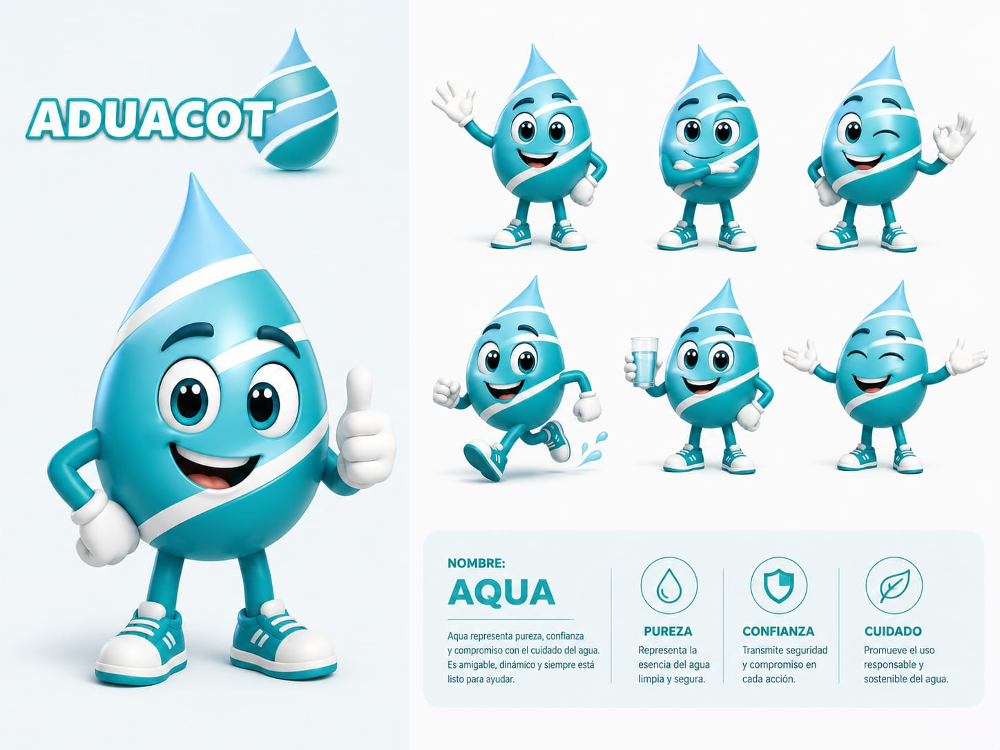 ADUACOT
NOMBRE:
AQUA
Aqua representa pureza, confianza
y compromiso con el cuidado del agua.
Es amigable, dinámico y siempre está
listo para ayudar.
PUREZA
Representa la
esencia del agua
limpia y segura.
CONFIANZA
Transmite seguridad
y compromiso en
cada acción.
CUIDADO
Promueve el uso
responsable y
sostenible del agua.